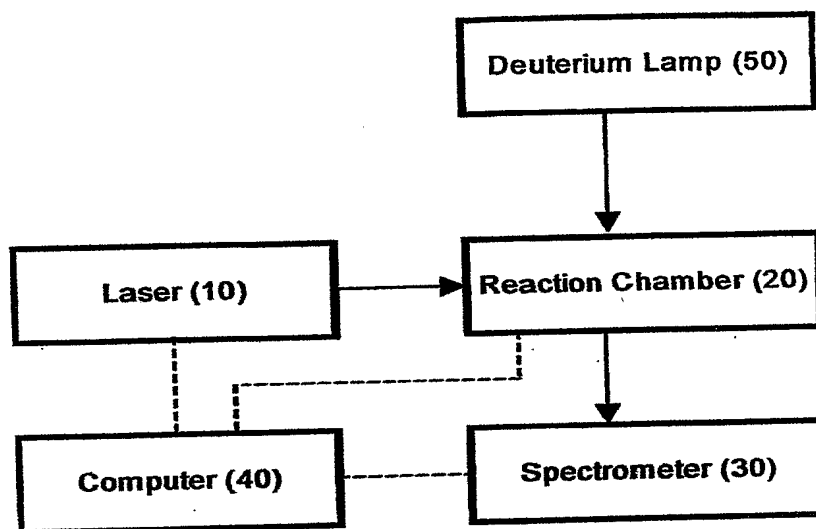 Deuterium Lamp (50)
Laser (10)
Reaction Chamber (20)
Computer (40)
Spectrometer (30)